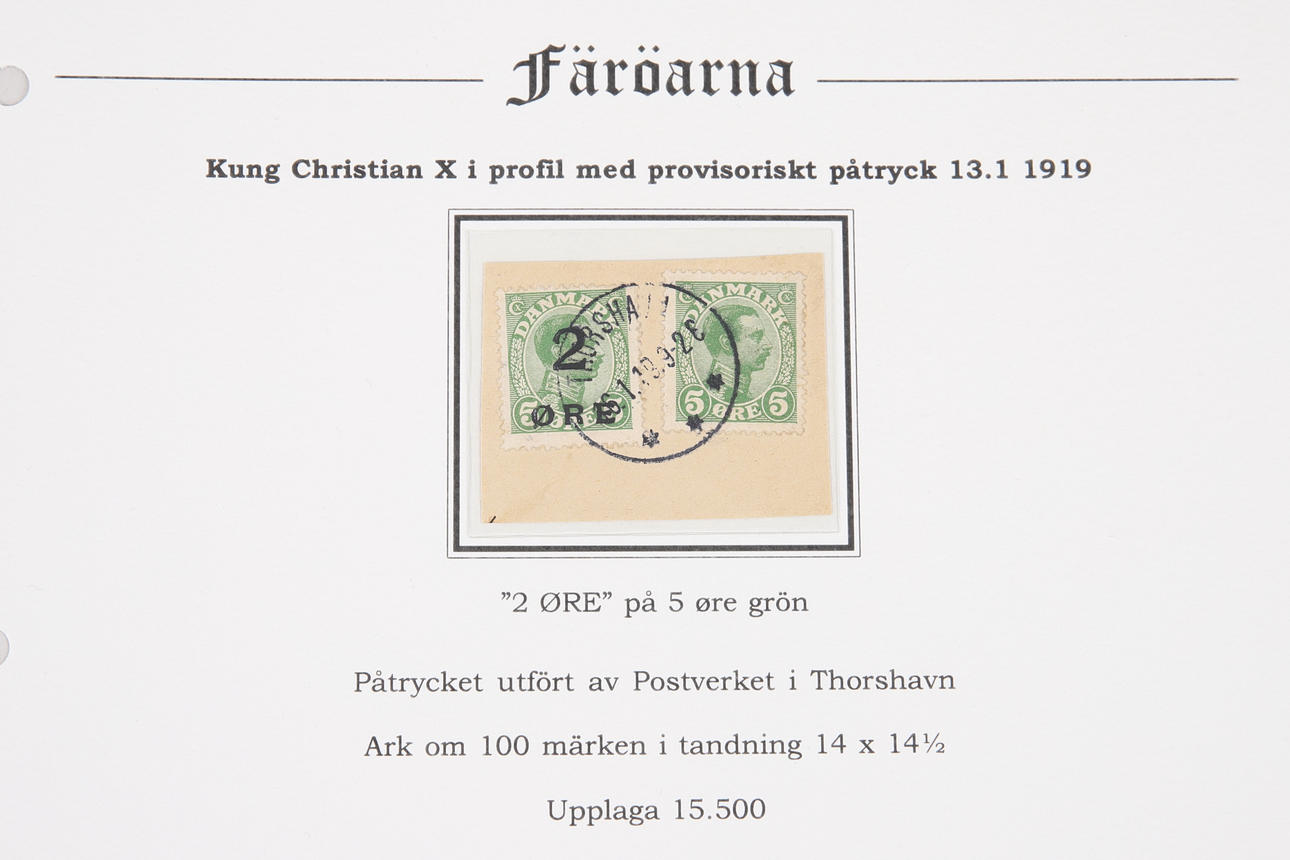 Färöarna
Kung Christian X i profil med provisoriskt påtryck 13.1 1919
DANMARK
DANMARK
2
ØRE
5 ØRE
5 ØRE 5
”2 ØRE” på 5 øre grön
Påtrycket utfört av Postverket i Thorshavn
Ark om 100 märken i tandning 14 x 14½
Upplaga 15.500